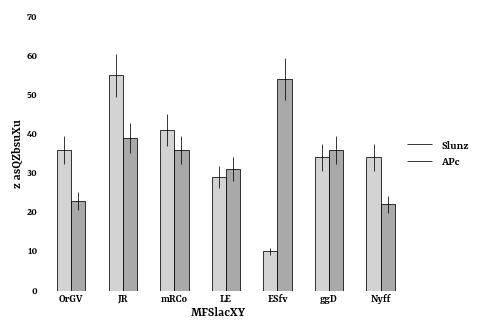 70
60
50
40
30
20
10
0
z asQZbsuXu
OrGV JR mRCo LE ESfv ggD Nyff
MFSlacXY
Slunz
APc